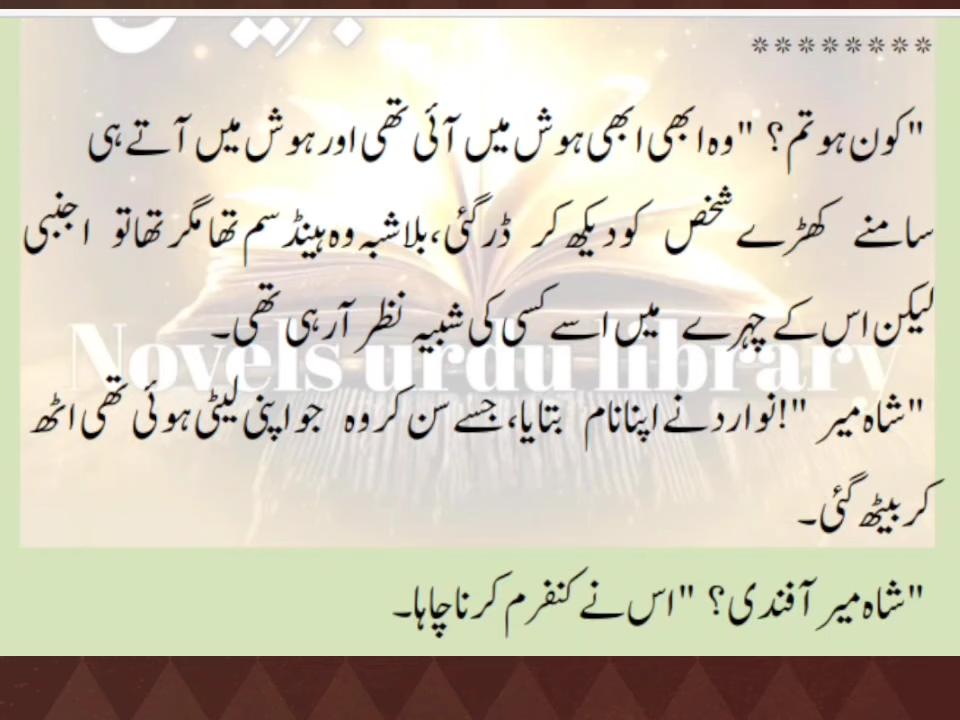 ********
"کون ہو تم؟ "وہ ابھی ابھی ہوش میں آئی تھی اور ہوش میں آتے ہی
سامنے کھڑے شخص کو دیکھ کر ڈر گئی،بلاشبہ وہ ہینڈسم تھا مگر تھا تو اجنبی
لیکن اس کے چہرے میں اسے کسی کی شبیہ نظر آرہی تھی۔
Novels urdu library
"شاہ میر "!نوارد نے اپنا نام بتایا، جسے سن کر وہ جو اپنی لیٹی ہوئی تھی اٹھ
کر بیٹھ گئی۔
"شاہ میر آفندی؟ "اس نے کنفرم کرنا چاہا۔